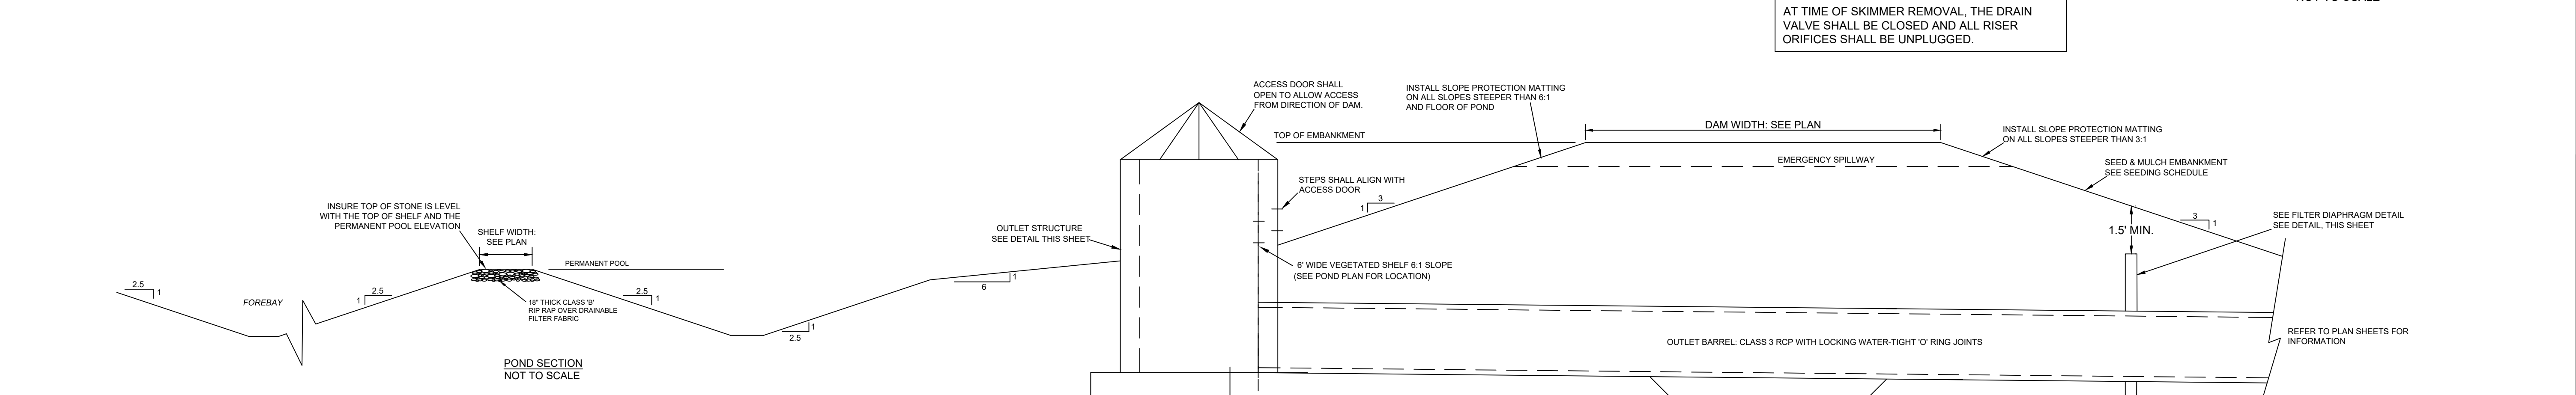 NOT TO SCALE
AT TIME OF SKIMMER REMOVAL, THE DRAIN
VALVE SHALL BE CLOSED AND ALL RISER
ORIFICES SHALL BE UNPLUGGED.
ACCESS DOOR SHALL
OPEN TO ALLOW ACCESS
FROM DIRECTION OF DAM.
INSTALL SLOPE PROTECTION MATTING
ON ALL SLOPES STEEPER THAN 6:1
AND FLOOR OF POND
TOP OF EMBANKMENT
DAM WIDTH: SEE PLAN
INSTALL SLOPE PROTECTION MATTING
ON ALL SLOPES STEEPER THAN 3:1
EMERGENCY SPILLWAY
SEED & MULCH EMBANKMENT
SEE SEEDING SCHEDULE
STEPS SHALL ALIGN WITH
ACCESS DOOR
3
1
INSURE TOP OF STONE IS LEVEL
WITH THE TOP OF SHELF AND THE
PERMANENT POOL ELEVATION
SHELF WIDTH:
SEE PLAN
OUTLET STRUCTURE
SEE DETAIL THIS SHEET
3
1
SEE FILTER DIAPHRAGM DETAIL
SEE DETAIL, THIS SHEET
1.5' MIN.
PERMANENT POOL
6' WIDE VEGETATED SHELF 6:1 SLOPE
(SEE POND PLAN FOR LOCATION)
2.5
1
FOREBAY
2.5
1
2.5
1
1
6
18" THICK CLASS 'B'
RIP RAP OVER DRAINABLE
FILTER FABRIC
1
2.5
OUTLET BARREL: CLASS 3 RCP WITH LOCKING WATER-TIGHT 'O' RING JOINTS
REFER TO PLAN SHEETS FOR
INFORMATION
POND SECTION
NOT TO SCALE